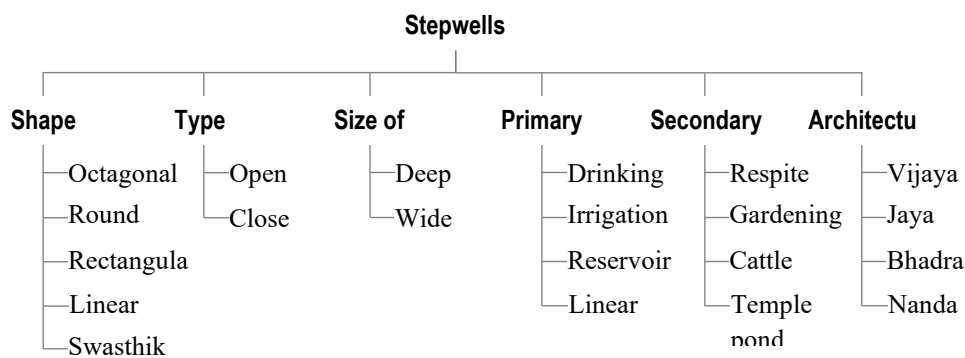 Stepwells
Shape Type Size of Primary Secondary Architectu
Octagonal Open Deep Drinking Respite Vijaya
Round Close Wide Irrigation Gardening Jaya
Rectangula Reservoir Cattle Bhadra
Linear Linear Temple Nanda
Swasthik pond